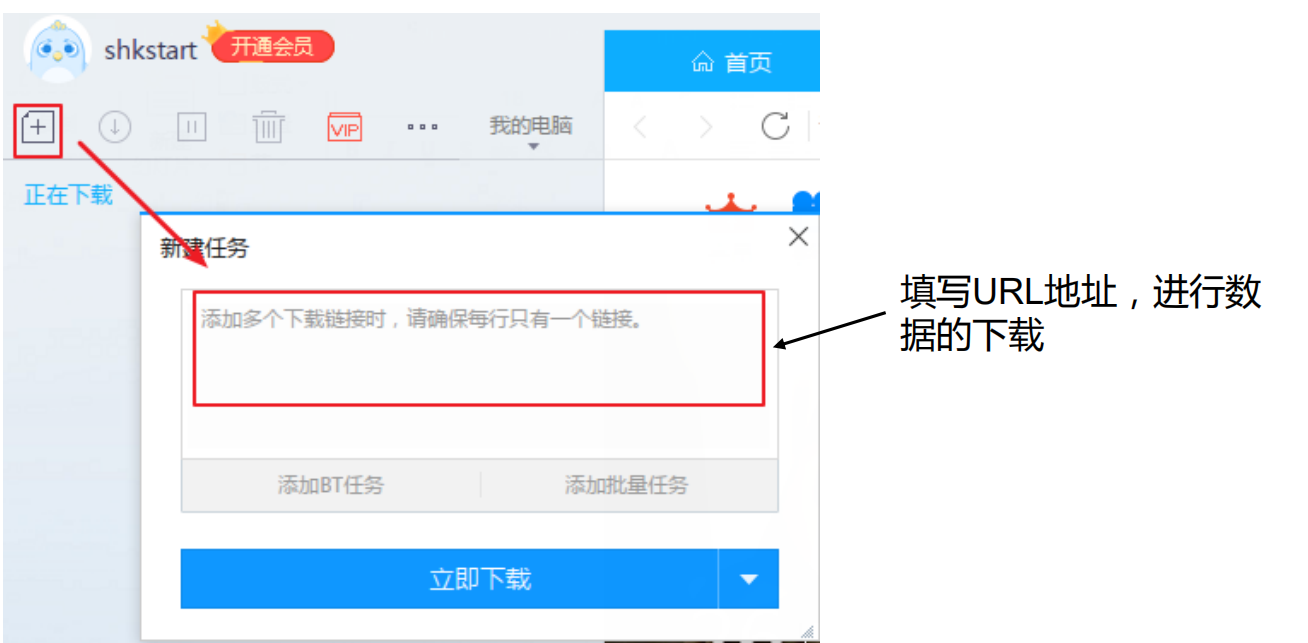 shkstart 开通会员
首页
VIP
我的电脑
正在下载
新建任务
添加多个下载链接时，请确保每行只有一个链接。
添加BT任务
添加批量任务
立即下载
填写URL地址，进行数
据的下载